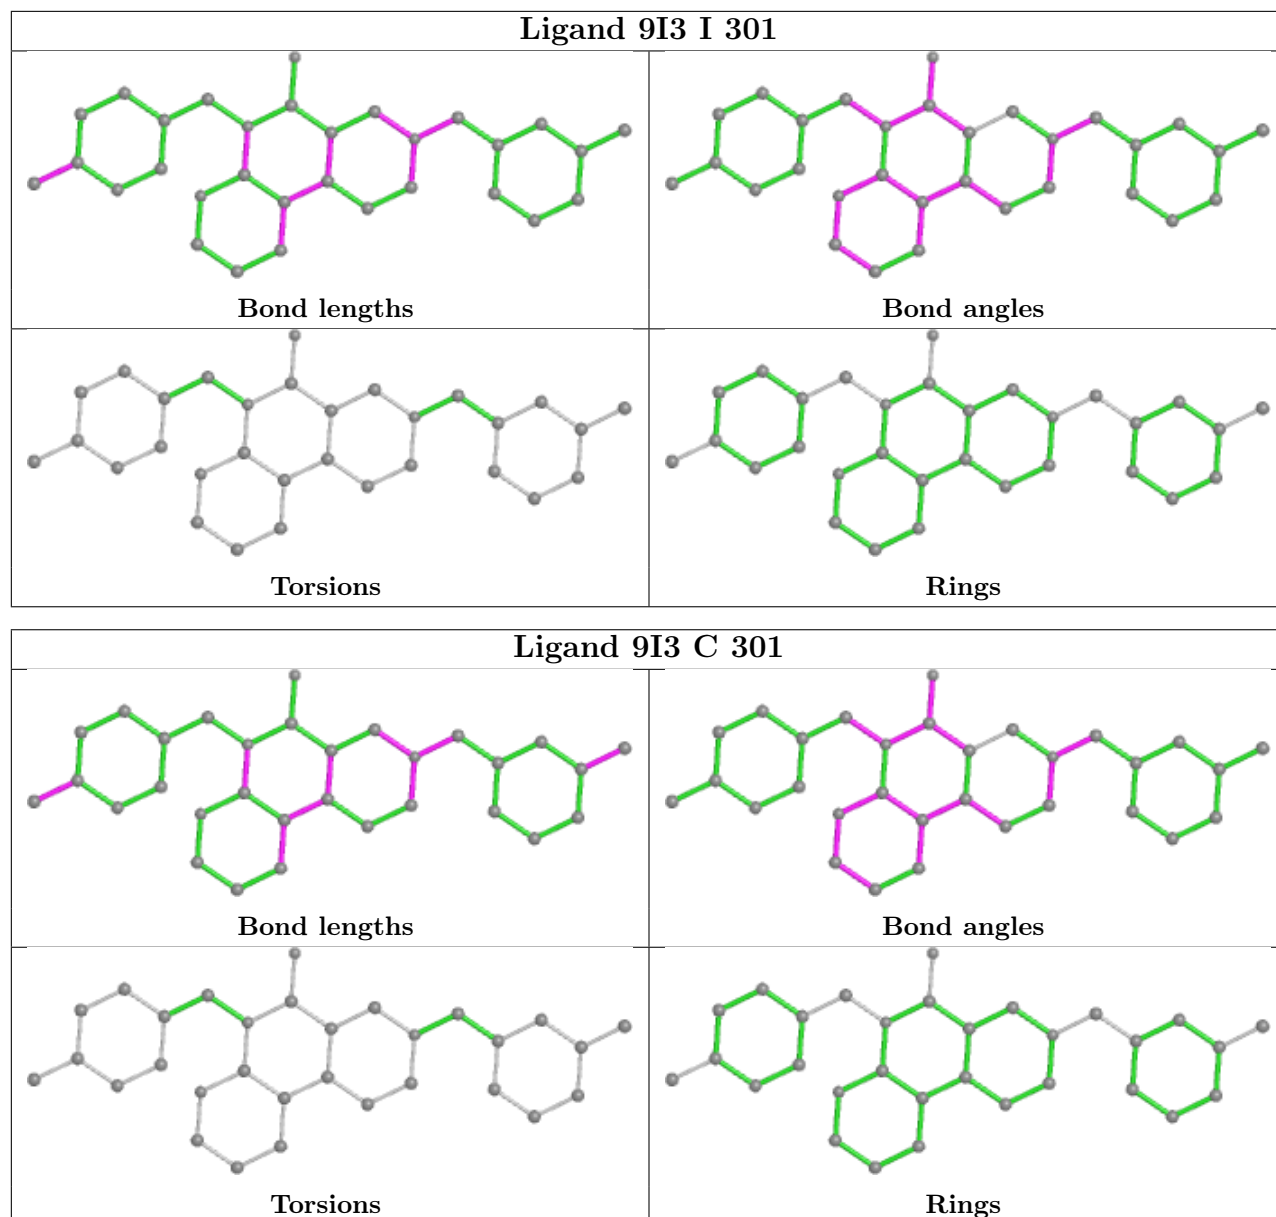 Ligand 9I3 I 301
Bond lengths
Bond angles
Torsions
Rings
Ligand 9I3 C 301
Bond lengths
Bond angles
Torsions
Rings